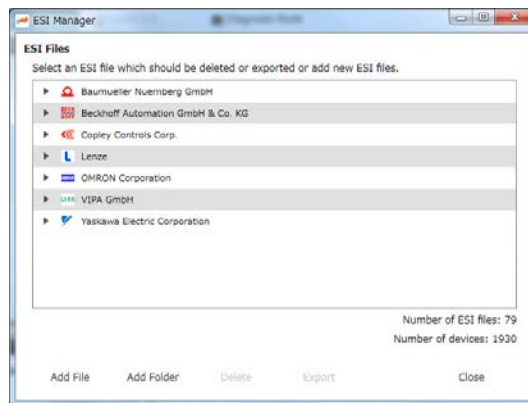 ESI Manager
ESI Files
Select an ESI file which should be deleted or exported or add new ESI files.
Baumueller Nuernberg GmbH
Beckhoff Automation GmbH & Co. KG
Copley Controls Corp.
L Lenze
OMRON Corporation
VIPA VIPA GmbH
Yaskawa Electric Corporation
Number of ESI files: 79
Number of devices: 1930
Add File Add Folder Delete Export Close